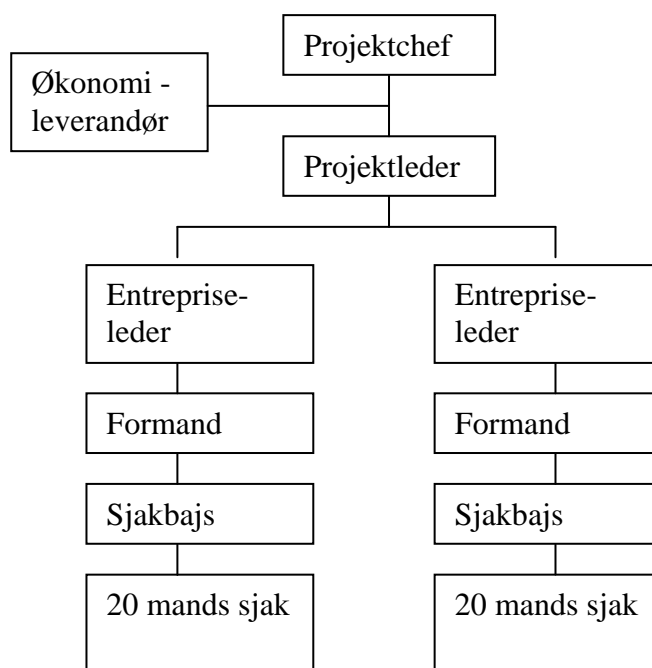 Projektchef
Økonomi -
leverandør
Projektleder
Entreprise-
leder
Entreprise-
leder
Formand
Formand
Sjakbajs
Sjakbajs
20 mands sjak
20 mands sjak